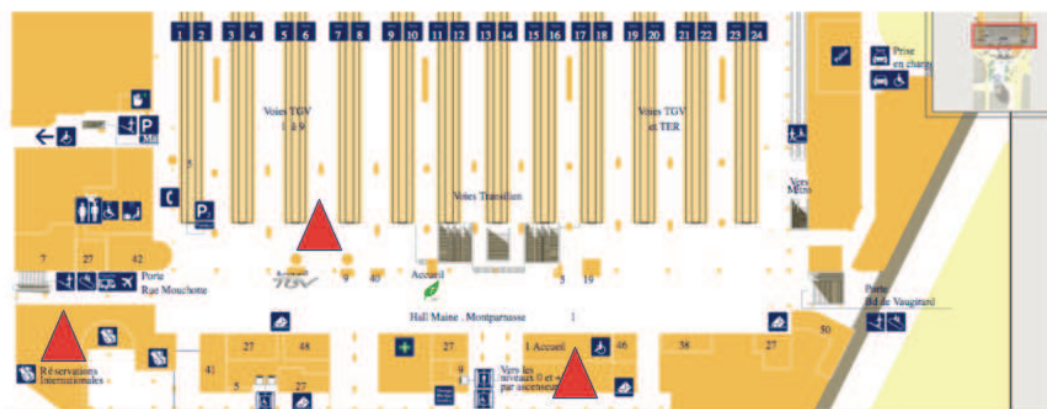 1 2 3 4 5 6 7 8 9 10 11 12 13 14 15 16 17 18 19 20 21 22 23 24
Prise
en charge
Voies TGV
1 à 9
Voies TGV
et TER
P
5
Voies Transilien
Vers
Métro
P
7 27 42
Porte
Rue Mouchotte
Accueil
TGV
9 40
Accueil
5 19
Porte
Bd de Vaugirard
Hall Maine . Montparnasse
1
50
27 48
27
1 Accueil
46
38
27
41
5
27
9
Vers les
niveaux 0 et
par ascenseur
Réservations
Internationales